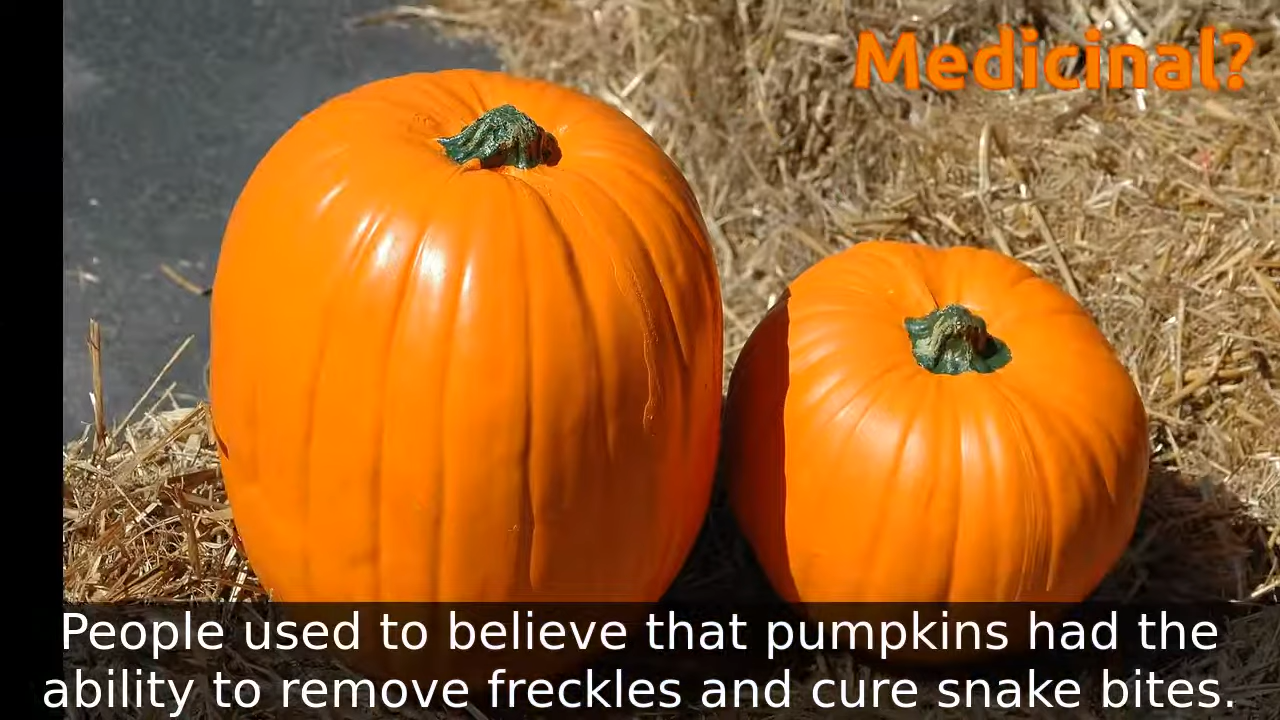 Medicinal?
People used to believe that pumpkins had the
ability to remove freckles and cure snake bites.